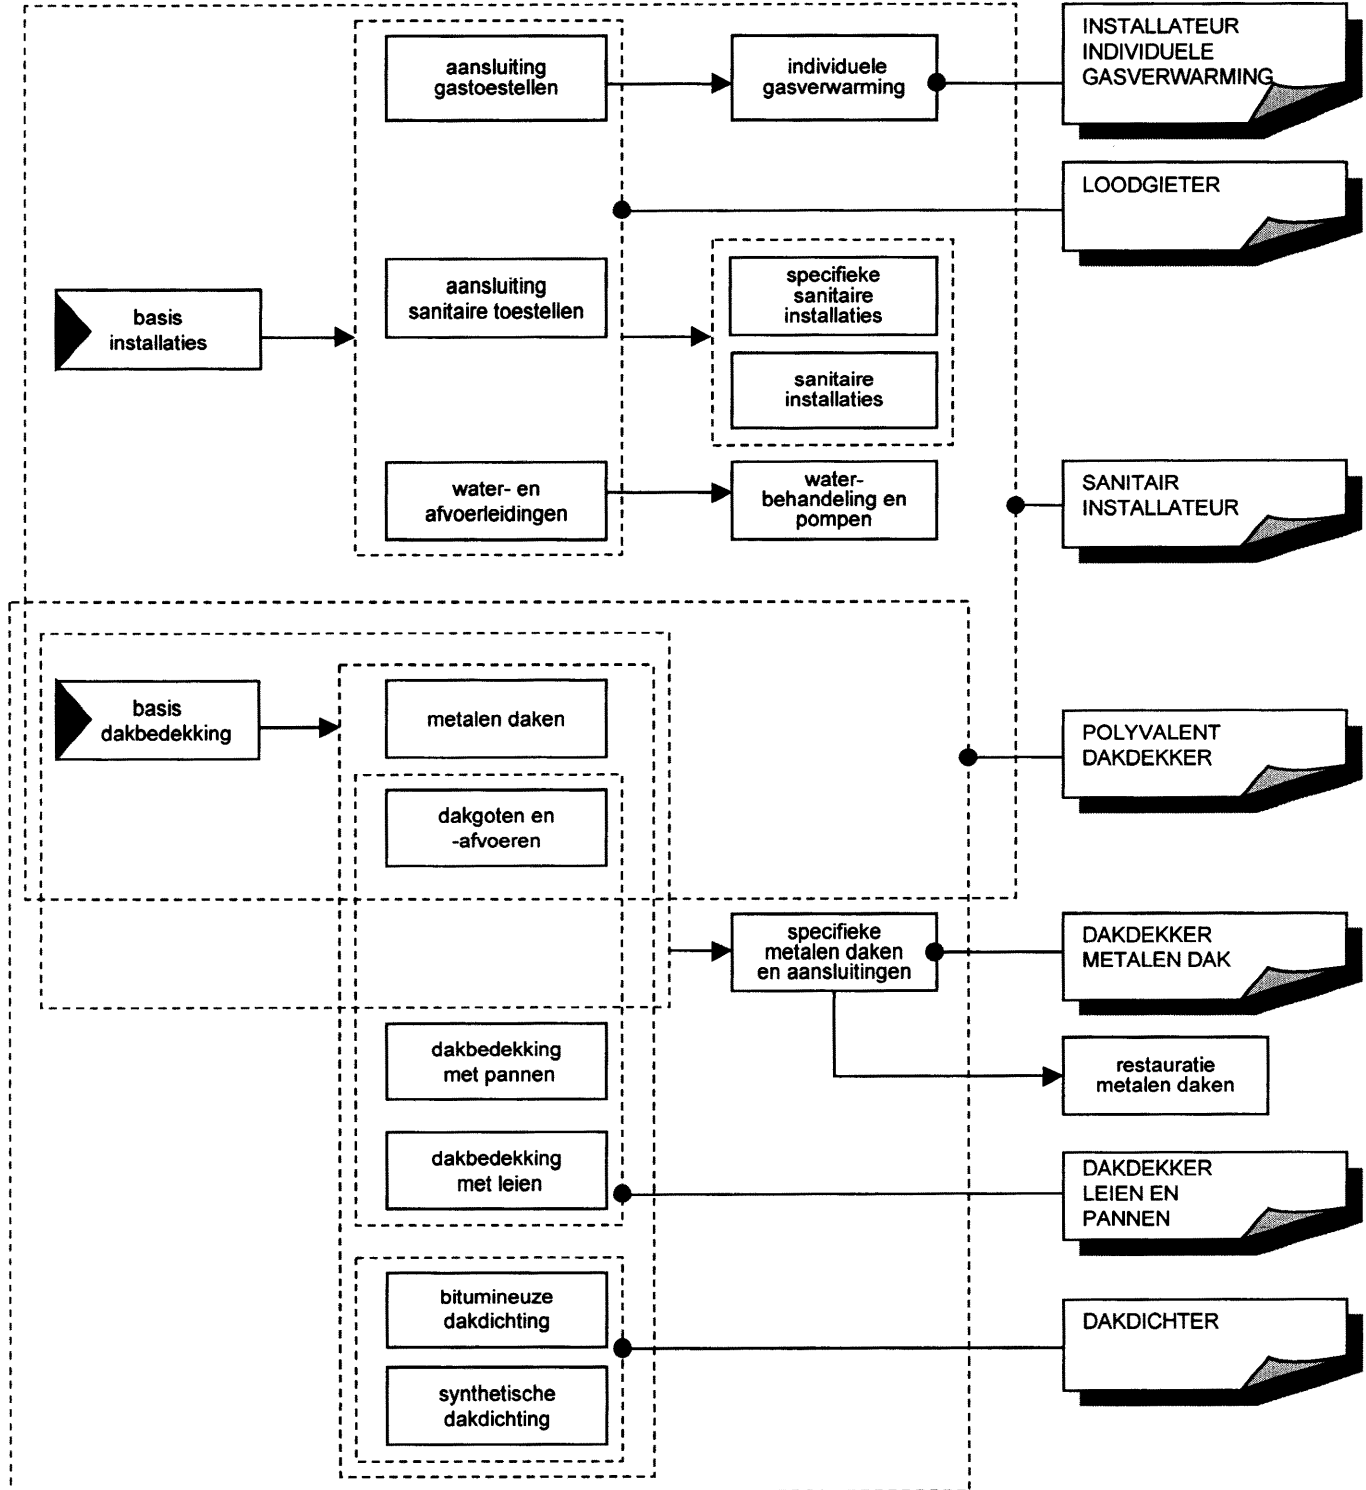 aansluiting
gastoestellen
individuele
gasverwarming
INSTALLATEUR
INDIVIDUELE
GASVERWARMING
LOODGIETER
basis
installaties
aansluiting
sanitaire toestellen
specifieke
sanitaire
installaties
sanitaire
installaties
water- en
afvoerleidingen
water-
behandeling en
pompen
SANITAIR
INSTALLATEUR
basis
dakbedekking
metalen daken
POLYVALENT
DAKDEKKER
dakgoten en
-afvoeren
specifieke
metalen daken
en aansluitingen
DAKDEKKER
METALEN DAK
dakbedekking
met pannen
restauratie
metalen daken
dakbedekking
met leien
DAKDEKKER
LEIEN EN
PANNEN
bitumineuze
dakdichting
DAKDICHTER
synthetische
dakdichting